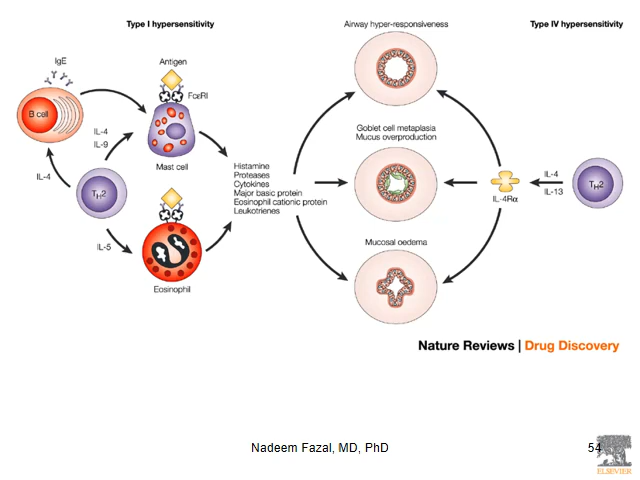 Type I hypersensitivity
Airway hyper-responsiveness
Type IV hypersensitivity
IgE
Antigen
FcεRI
B cell
IL-4
IL-9
Mast cell
Goblet cell metaplasia
Mucus overproduction
IL-4
TH2
Histamine
Proteases
Cytokines
Major basic protein
Eosinophil cationic protein
Leukotrienes
IL-4Rα
IL-4
IL-13
TH2
IL-5
Eosinophil
Mucosal oedema
Nature Reviews | Drug Discovery
Nadeem Fazal, MD, PhD
54
ELSEVIER